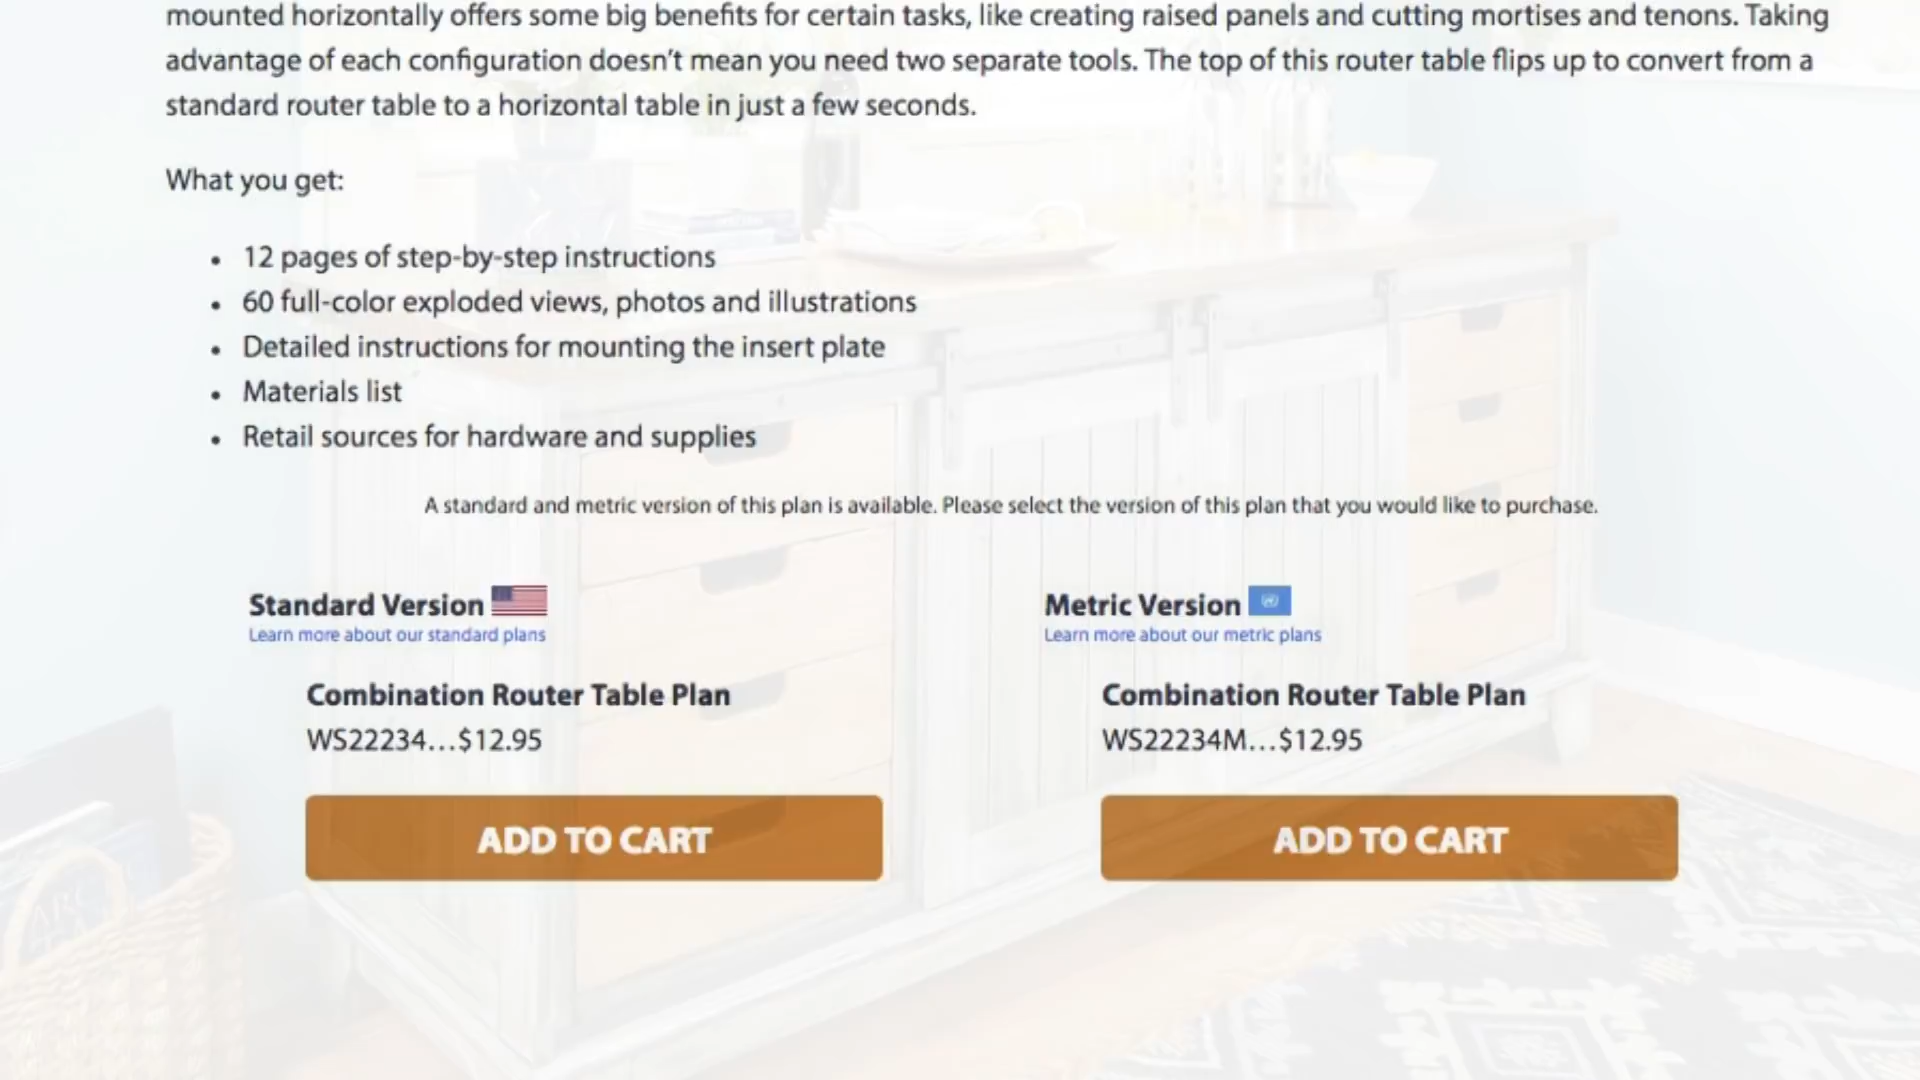 mounted horizontally offers some big benefits for certain tasks, like creating raised panels and cutting mortises and tenons. Taking
advantage of each configuration doesn't mean you need two separate tools. The top of this router table flips up to convert from a
standard router table to a horizontal table in just a few seconds.
What you get:
• 12 pages of step-by-step instructions
• 60 full-color exploded views, photos and illustrations
• Detailed instructions for mounting the insert plate
• Materials list
• Retail sources for hardware and supplies
A standard and metric version of this plan is available. Please select the version of this plan that you would like to purchase.
Standard Version
Learn more about our standard plans
Combination Router Table Plan
WS22234...$12.95
ADD TO CART
Metric Version
Learn more about our metric plans
Combination Router Table Plan
WS22234M...$12.95
ADD TO CART